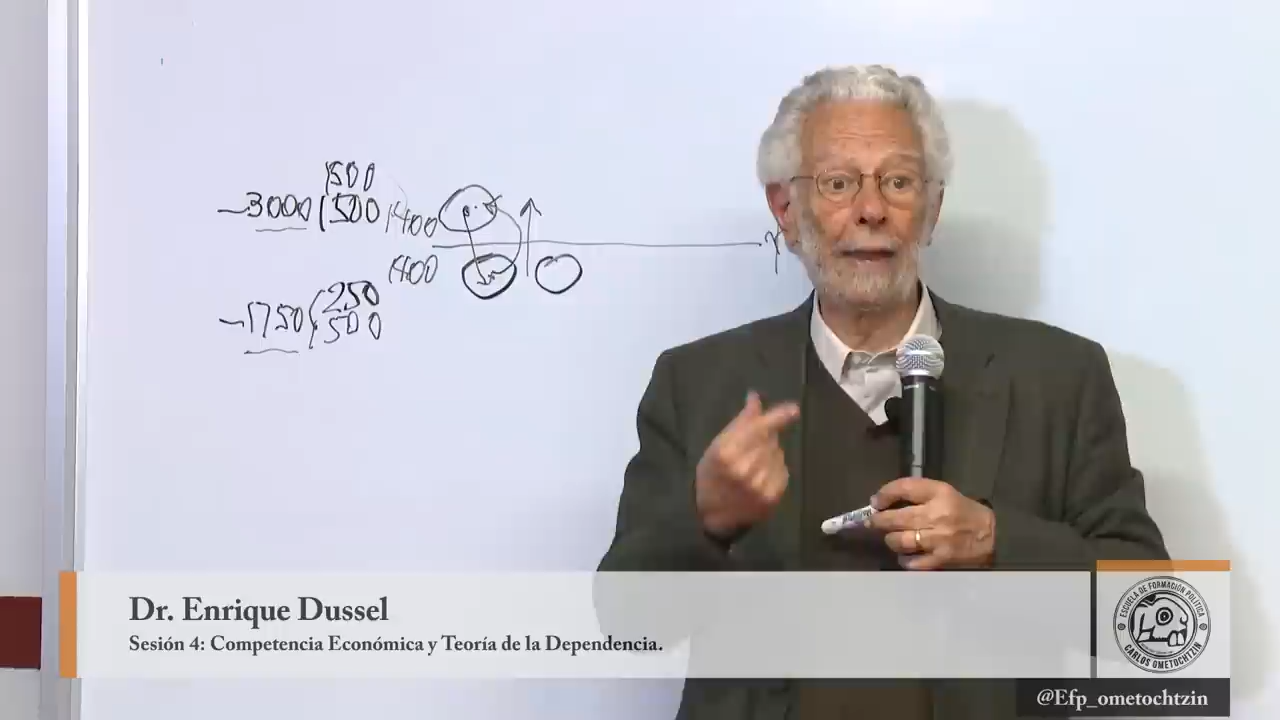 1500
3000 1500 1400
1400
250
1750 1500
Dr. Enrique Dussel
Sesión 4: Competencia Económica y Teoría de la Dependencia.
ESCUELA DE FORMACIÓN POLÍTICA
CARLOS OMETOCHTZIN
@Efp_ometochtzin